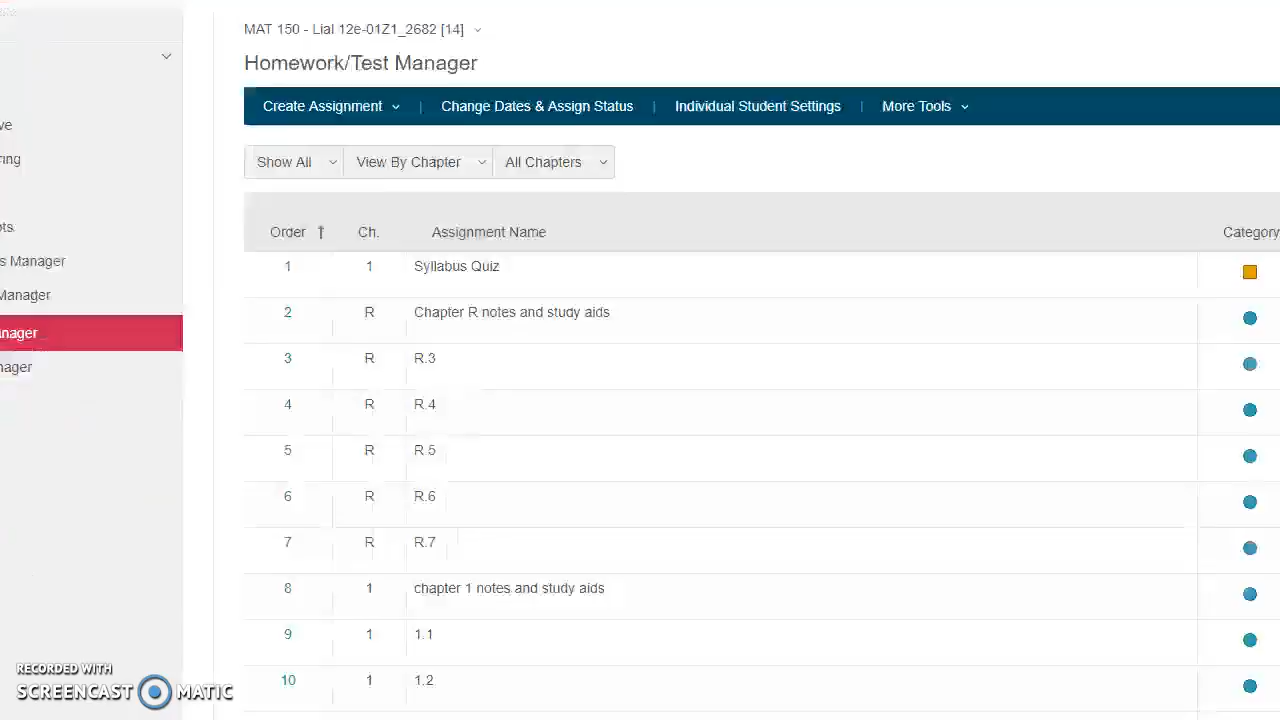 MAT 150 - Lial 12e-01Z1_2682 [14]
Homework/Test Manager
Create Assignment | Change Dates & Assign Status | Individual Student Settings | More Tools
Show All View By Chapter All Chapters
ve
ring
ots
s Manager
Manager
anager
nager
Order Ch. Assignment Name Category
1 1 Syllabus Quiz
2 R Chapter R notes and study aids
3 R R.3
4 R R.4
5 R R.5
6 R R.6
7 R R.7
8 1 chapter 1 notes and study aids
9 1 1.1
10 1 1.2
RECORDED WITH
SCREENCAST MATIC